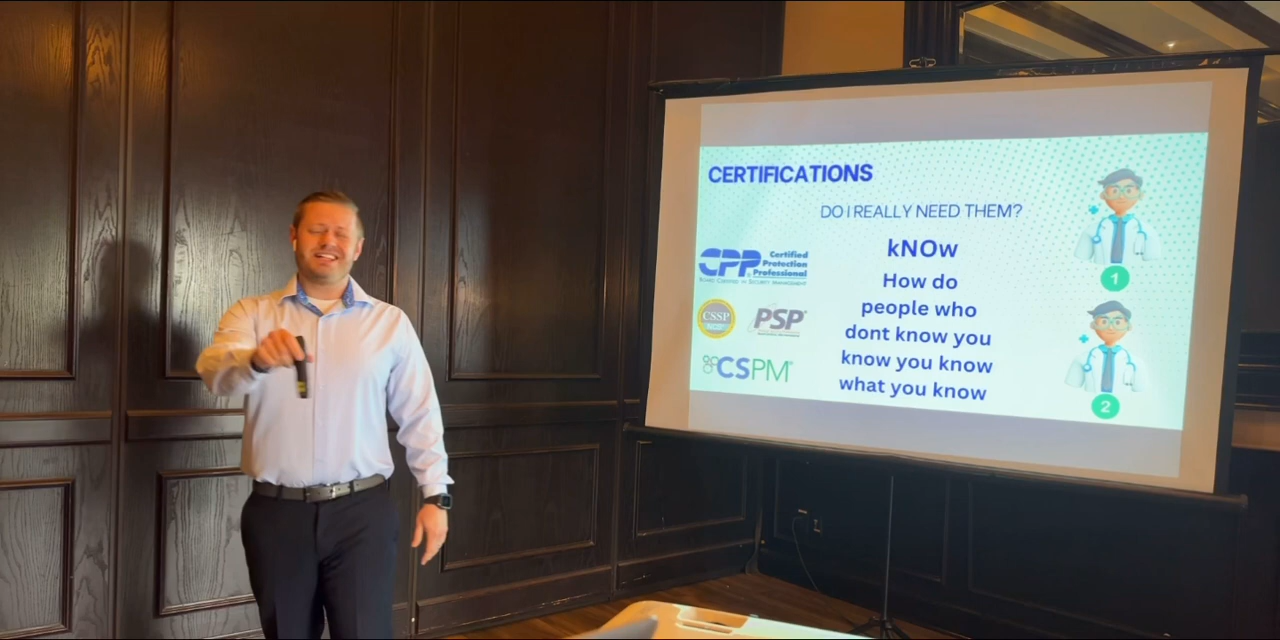 CERTIFICATIONS
DO I REALLY NEED THEM?
kNOw
How do
people who
dont know you
know you know
what you know
CPP
Certified
Protection
Professional
CSSP
PSP
CSPM
1
2